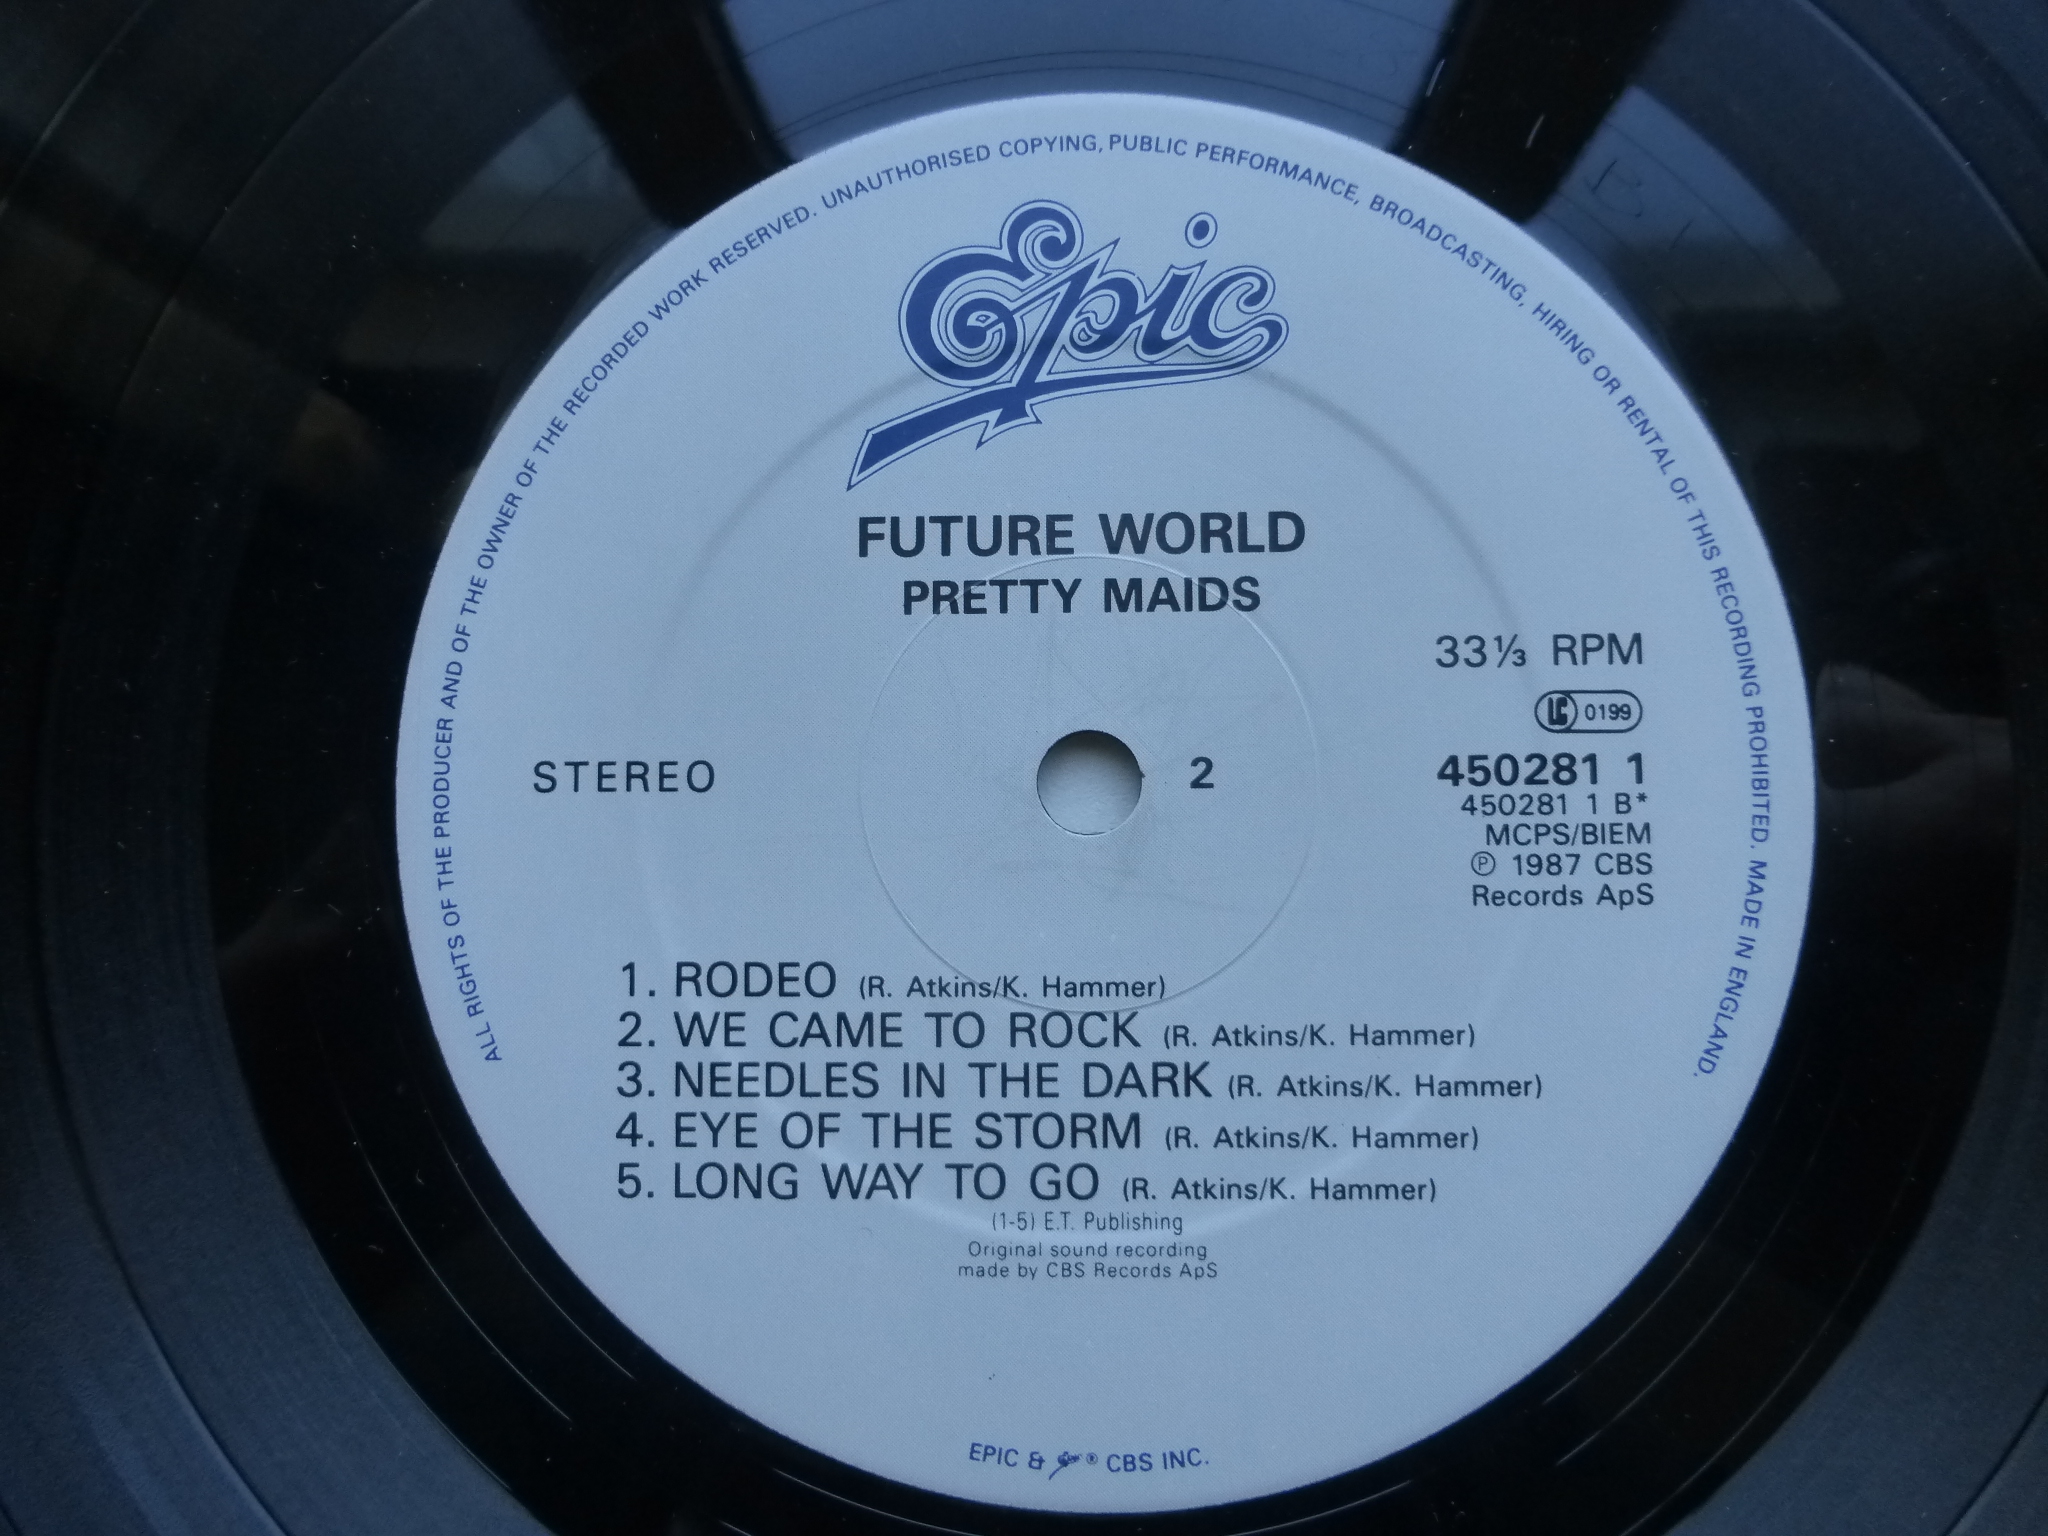 ALL RIGHTS OF THE PRODUCER AND OF THE OWNER OF THE RECORDED WORK RESERVED. UNAUTHORISED COPYING, PUBLIC PERFORMANCE, BROADCASTING, HIRING OR RENTAL OF THIS RECORDING PROHIBITED. MADE IN ENGLAND.
Epic
FUTURE WORLD
PRETTY MAIDS
33⅓ RPM
LC 0199
STEREO
2
450281 1
450281 1 B*
MCPS/BIEM
℗ 1987 CBS
Records ApS
1. RODEO (R. Atkins/K. Hammer)
2. WE CAME TO ROCK (R. Atkins/K. Hammer)
3. NEEDLES IN THE DARK (R. Atkins/K. Hammer)
4. EYE OF THE STORM (R. Atkins/K. Hammer)
5. LONG WAY TO GO (R. Atkins/K. Hammer)
(1-5) E.T. Publishing
Original sound recording
made by CBS Records ApS
EPIC & Epic ® CBS INC.